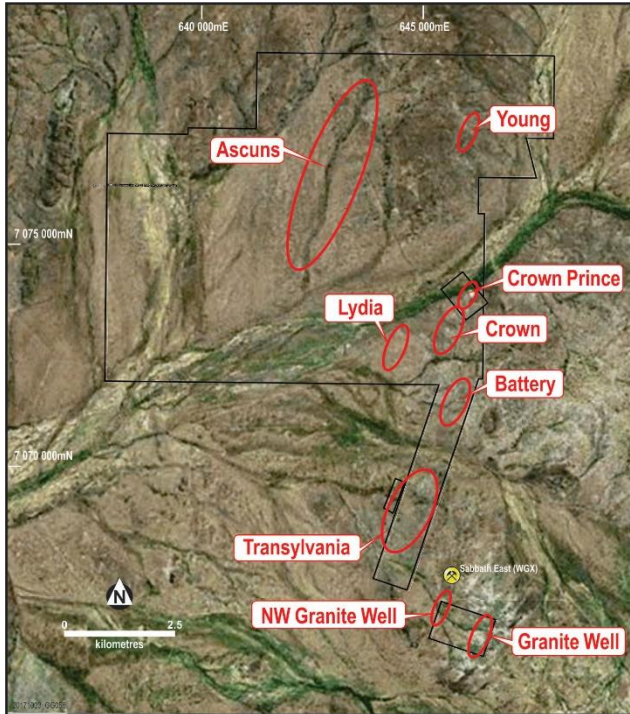 640 000mE
645 000mE
Young
Ascuns
7 075 000mN
Crown Prince
Lydia
Crown
Battery
7 070 000mN
Transylvania
Sabbath East (WGX)
N
NW Granite Well
2.5
0
kilometres
Granite Well